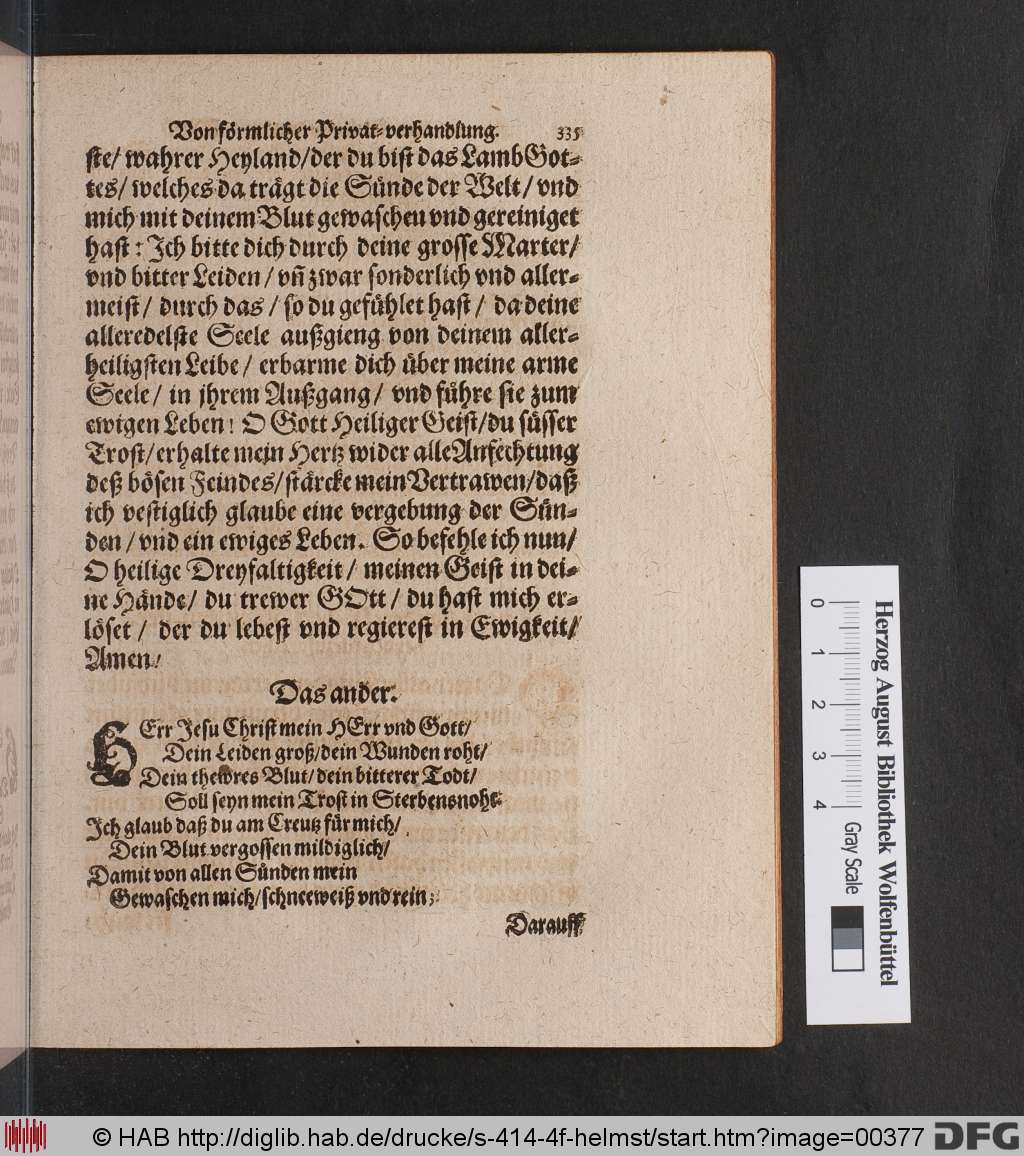 Von förmlicher Privat-verhandlung. 335
ste/ wahrer Heyland/der du bist das Lamb Got-
tes/ welches da trägt die Sünde der Welt/ vnd
mich mit deinem Blut gewaschen vnd gereiniget
hast: Ich bitte dich durch deine grosse Marter/
vnd bitter Leiden/ vñ zwar sonderlich vnd aller-
meist/ durch das/ so du gefühlet hast/ da deine
alleredelste Seele außgieng von deinem aller-
heiligsten Leibe/ erbarme dich über meine arme
Seele/ in jhrem Außgang/ vnd führe sie zum
ewigen Leben! O Gott Heiliger Geist/du süsser
Trost/erhalte mein Hertz wider alle Anfechtung
deß bösen Feindes/stärcke mein Vertrawen/daß
ich vestiglich glaube eine vergebung der Sün-
den/vnd ein ewiges Leben. So befehle ich nun/
O heilige Dreyfaltigkeit/ meinen Geist in dei-
ne Hände/ du trewer GOtt/ du hast mich er-
löset/ der du lebest vnd regierest in Ewigkeit/
Amen/
Das ander.
HErr Jesu Christ mein HErr vnd Gott/
Dein Leiden groß/dein Wunden roht/
Dein thewres Blut/dein bitterer Todt/
Soll seyn mein Trost in Sterbensnoht.
Ich glaub daß du am Creutz für mich/
Dein Blut vergossen mildiglich/
Damit von allen Sünden mein
Gewaschen mich/schneeweiß vnd rein;
Darauff
Herzog August Bibliothek Wolfenbüttel
0 1 2 3 4 Gray Scale
© HAB http://diglib.hab.de/drucke/s-414-4f-helmst/start.htm?image=00377 DFG